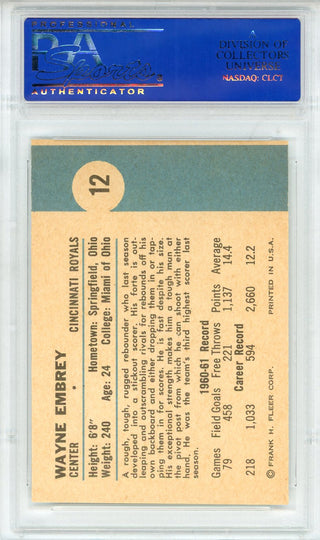 PROFESSIONAL
PSA
Sports
AUTHENTICATOR
DIVISION OF
COLLECTORS
UNIVERSE
NASDAQ: CLCT
12
WAYNE EMBREY
CENTER • CINCINNATI ROYALS
Height: 6'8" Hometown: Springfield, Ohio
Weight: 240 Age: 24 College: Miami of Ohio
A rough, tough, rugged rebounder who last season
developed into a stickout scorer. His forte is out-
leaping and outscrambling rivals for rebounds off his
own backboard and either dropping them in or tap-
ping them in for scores. He is fast despite his size.
His exceptional strength makes him a tough man at
the pivot post from which he can shoot with either
hand. He was the team's third highest scorer last
season.
1960-61 Record
Games Field Goals Free Throws Points Average
79 458 221 1,137 14.4
Career Record
218 1,033 594 2,660 12.2
© FRANK H. FLEER CORP. PRINTED IN U.S.A.